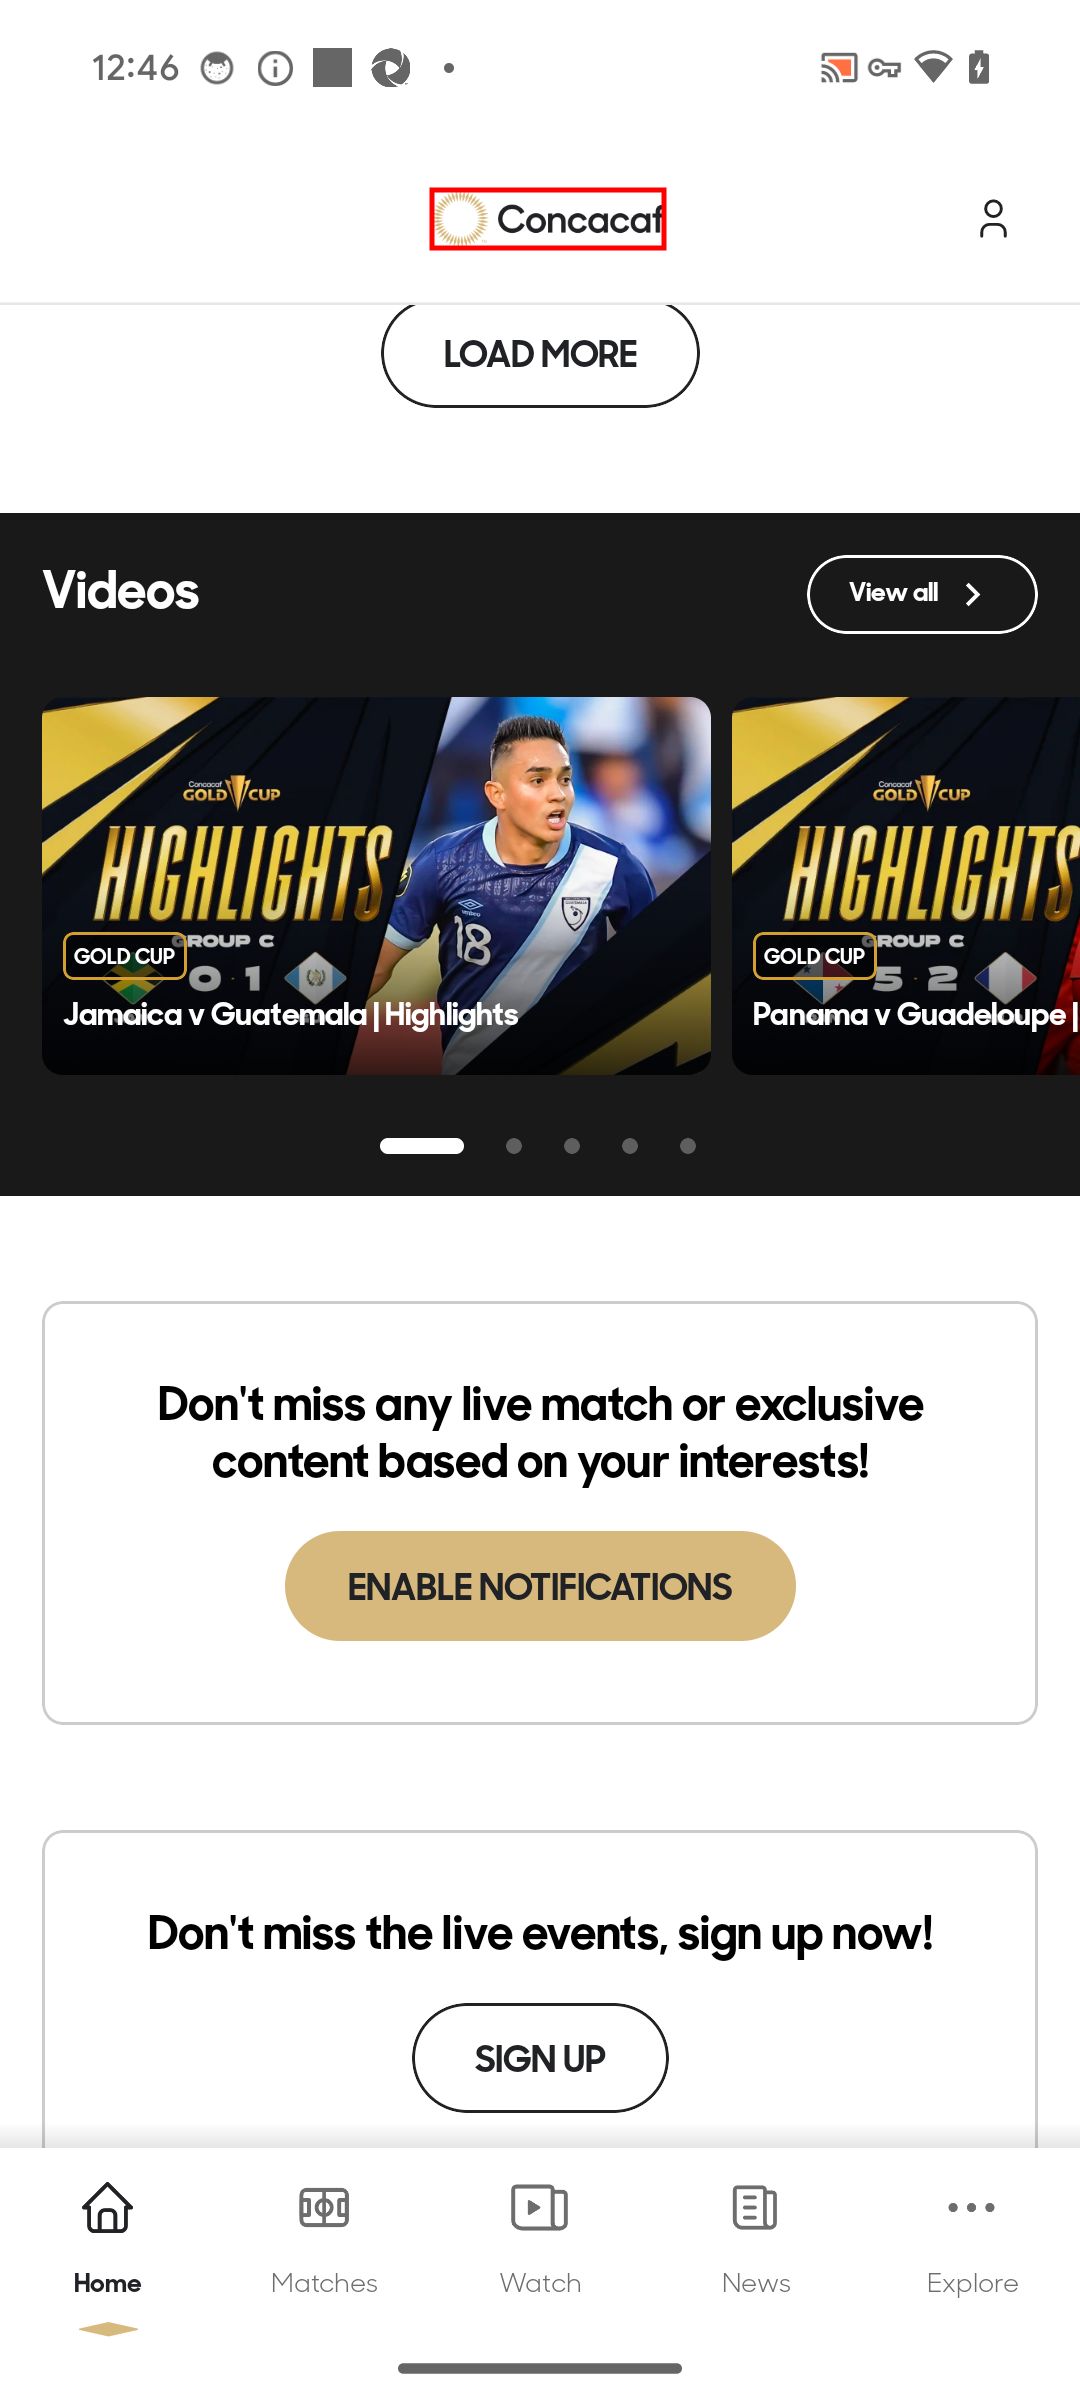 12:46
Concacaf
LOAD MORE
Videos
View all
Concacaf
GOLD CUP
HIGHLIGHTS
GROUP C
GOLD CUP
0 · 1
18
Jamaica v Guatemala | Highlights
Concacaf
GOLD CUP
HIGHLIGHTS
GROUP C
GOLD CUP
5 · 2
Panama v Guadeloupe |
Don't miss any live match or exclusive
content based on your interests!
ENABLE NOTIFICATIONS
Don't miss the live events, sign up now!
SIGN UP
Home
Matches
Watch
News
Explore